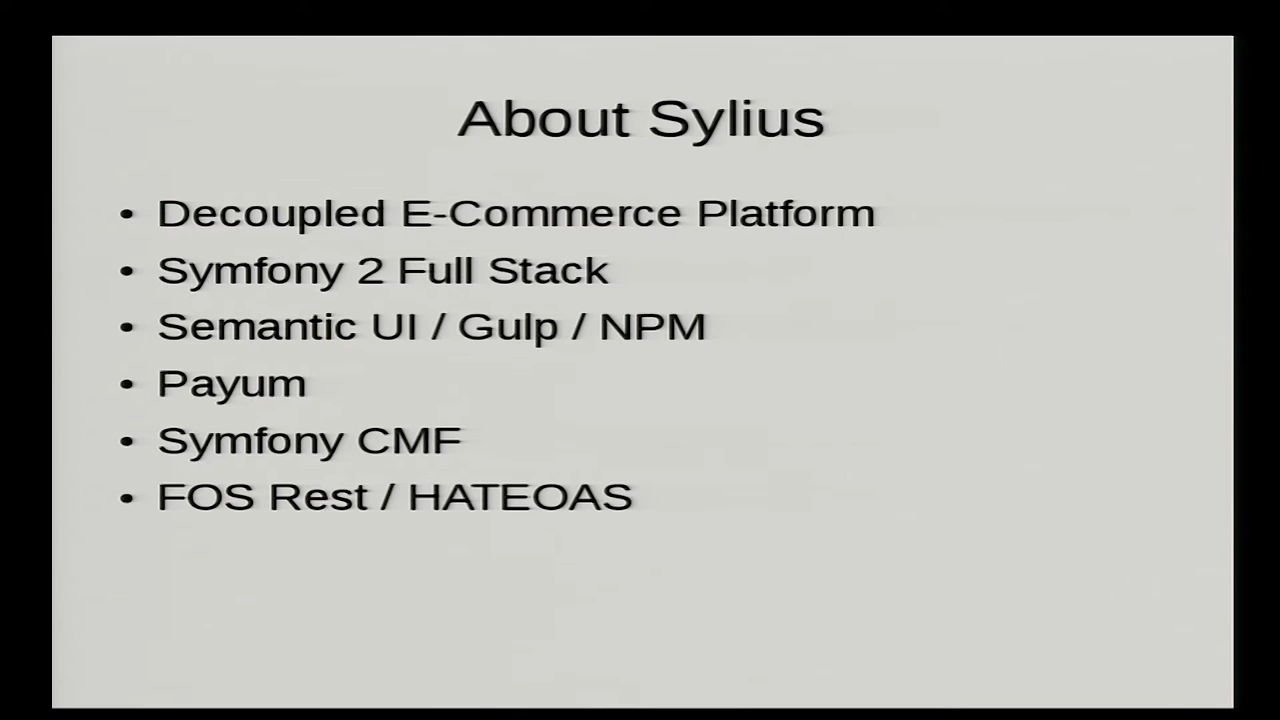 About Sylius
• Decoupled E-Commerce Platform
• Symfony 2 Full Stack
• Semantic UI / Gulp / NPM
• Payum
• Symfony CMF
• FOS Rest / HATEOAS